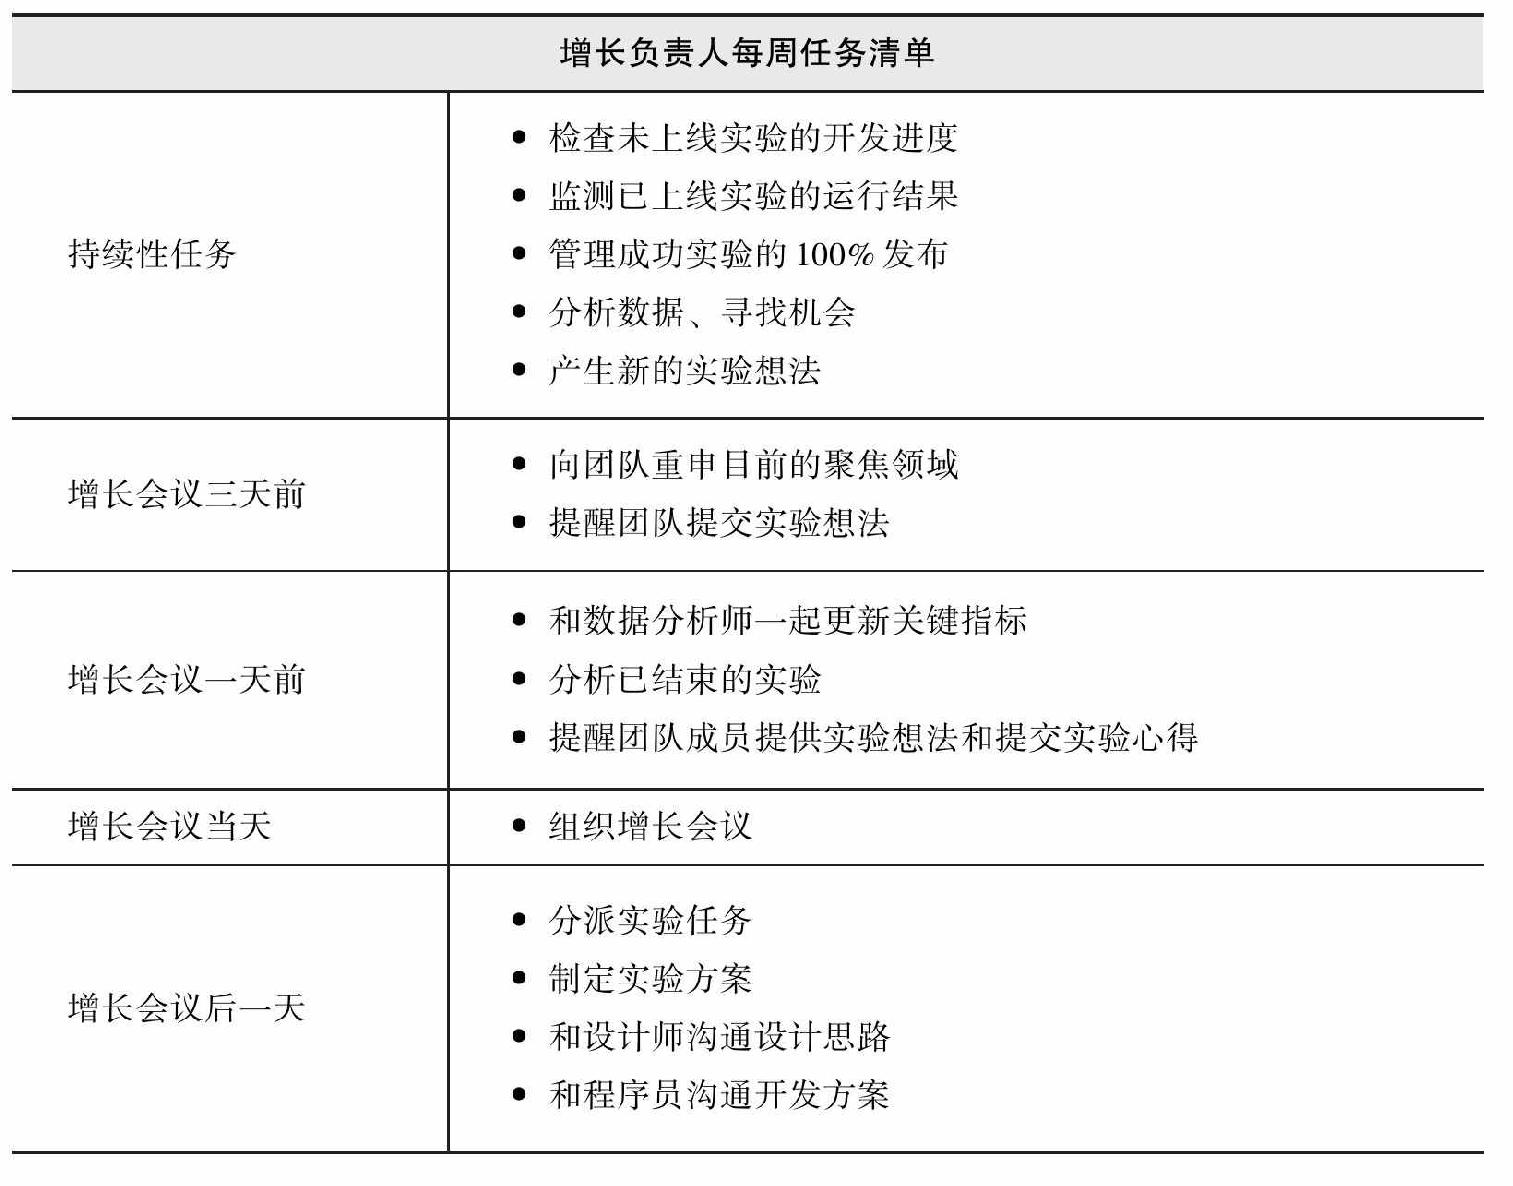 增长负责人每周任务清单
持续性任务
• 检查未上线实验的开发进度
• 监测已上线实验的运行结果
• 管理成功实验的 100% 发布
• 分析数据、寻找机会
• 产生新的实验想法
增长会议三天前
• 向团队重申目前的聚焦领域
• 提醒团队提交实验想法
增长会议一天前
• 和数据分析师一起更新关键指标
• 分析已结束的实验
• 提醒团队成员提供实验想法和提交实验心得
增长会议当天
• 组织增长会议
增长会议后一天
• 分派实验任务
• 制定实验方案
• 和设计师沟通设计思路
• 和程序员沟通开发方案